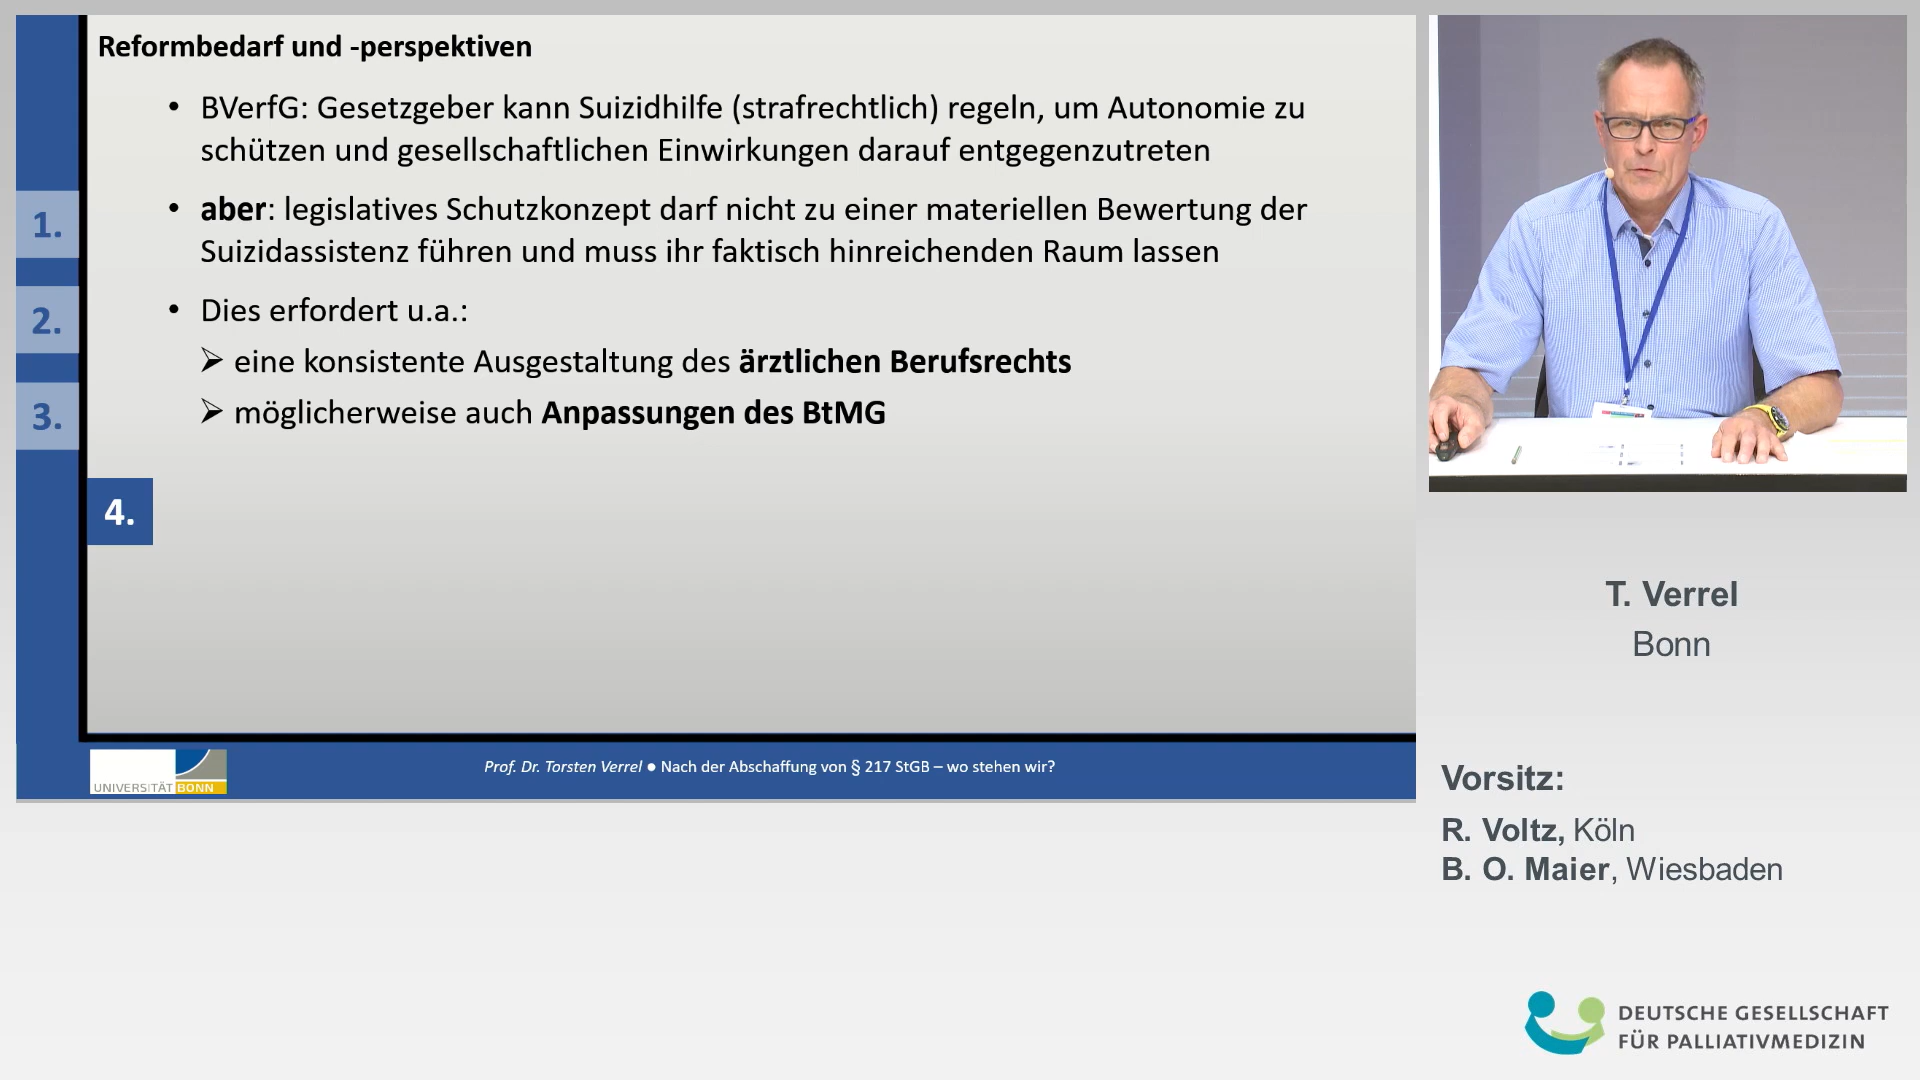 Reformbedarf und -perspektiven
• BVerfG: Gesetzgeber kann Suizidhilfe (strafrechtlich) regeln, um Autonomie zu
schützen und gesellschaftlichen Einwirkungen darauf entgegenzutreten
• aber: legislatives Schutzkonzept darf nicht zu einer materiellen Bewertung der
Suizidassistenz führen und muss ihr faktisch hinreichenden Raum lassen
• Dies erfordert u.a.:
➢ eine konsistente Ausgestaltung des ärztlichen Berufsrechts
➢ möglicherweise auch Anpassungen des BtMG
1.
2.
3.
4.
UNIVERSITÄT BONN
Prof. Dr. Torsten Verrel ● Nach der Abschaffung von § 217 StGB – wo stehen wir?
T. Verrel
Bonn
Vorsitz:
R. Voltz, Köln
B. O. Maier, Wiesbaden
DEUTSCHE GESELLSCHAFT
FÜR PALLIATIVMEDIZIN